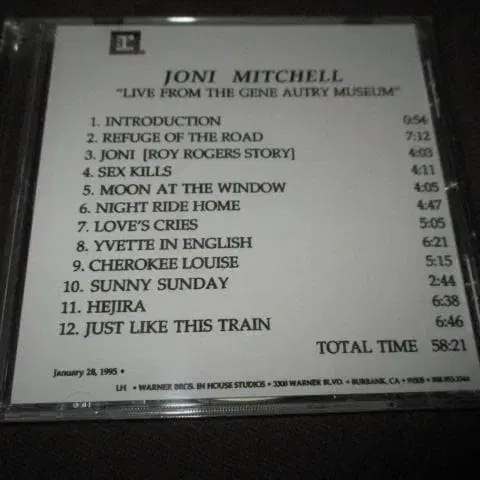 JONI MITCHELL
"LIVE FROM THE GENE AUTRY MUSEUM"
1. INTRODUCTION 0:54
2. REFUGE OF THE ROAD 7:12
3. JONI [ROY ROGERS STORY] 4:03
4. SEX KILLS 4:11
5. MOON AT THE WINDOW 4:05
6. NIGHT RIDE HOME 4:47
7. LOVE'S CRIES 5:05
8. YVETTE IN ENGLISH 6:21
9. CHEROKEE LOUISE 5:15
10. SUNNY SUNDAY 2:44
11. HEJIRA 6:38
12. JUST LIKE THIS TRAIN 6:46
TOTAL TIME 58:21
January 28, 1995 •
LH • WARNER BROS. IN HOUSE STUDIOS • 3300 WARNER BLVD. • BURBANK, CA •